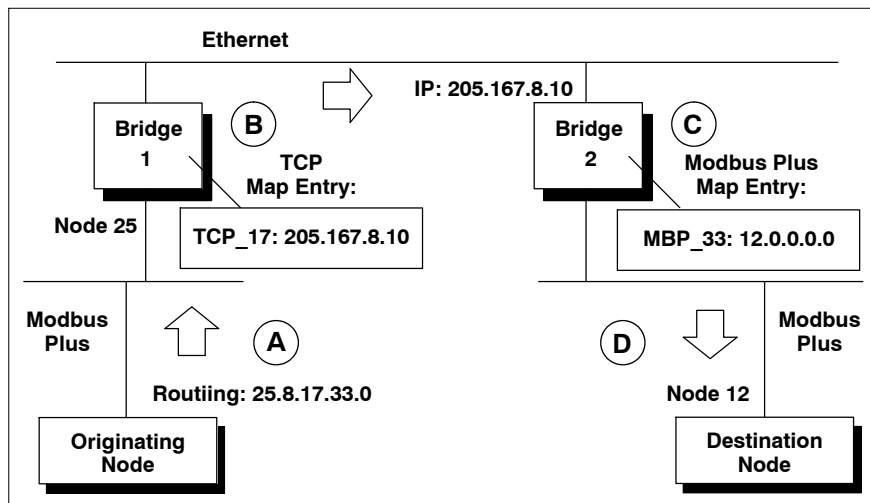 Ethernet
IP: 205.167.8.10
Bridge
1
B
TCP
Map Entry:
TCP_17: 205.167.8.10
Node 25
Bridge
2
C
Modbus Plus
Map Entry:
MBP_33: 12.0.0.0.0
Modbus
Plus
A
Routiing: 25.8.17.33.0
Originating
Node
D
Modbus
Plus
Node 12
Destination
Node